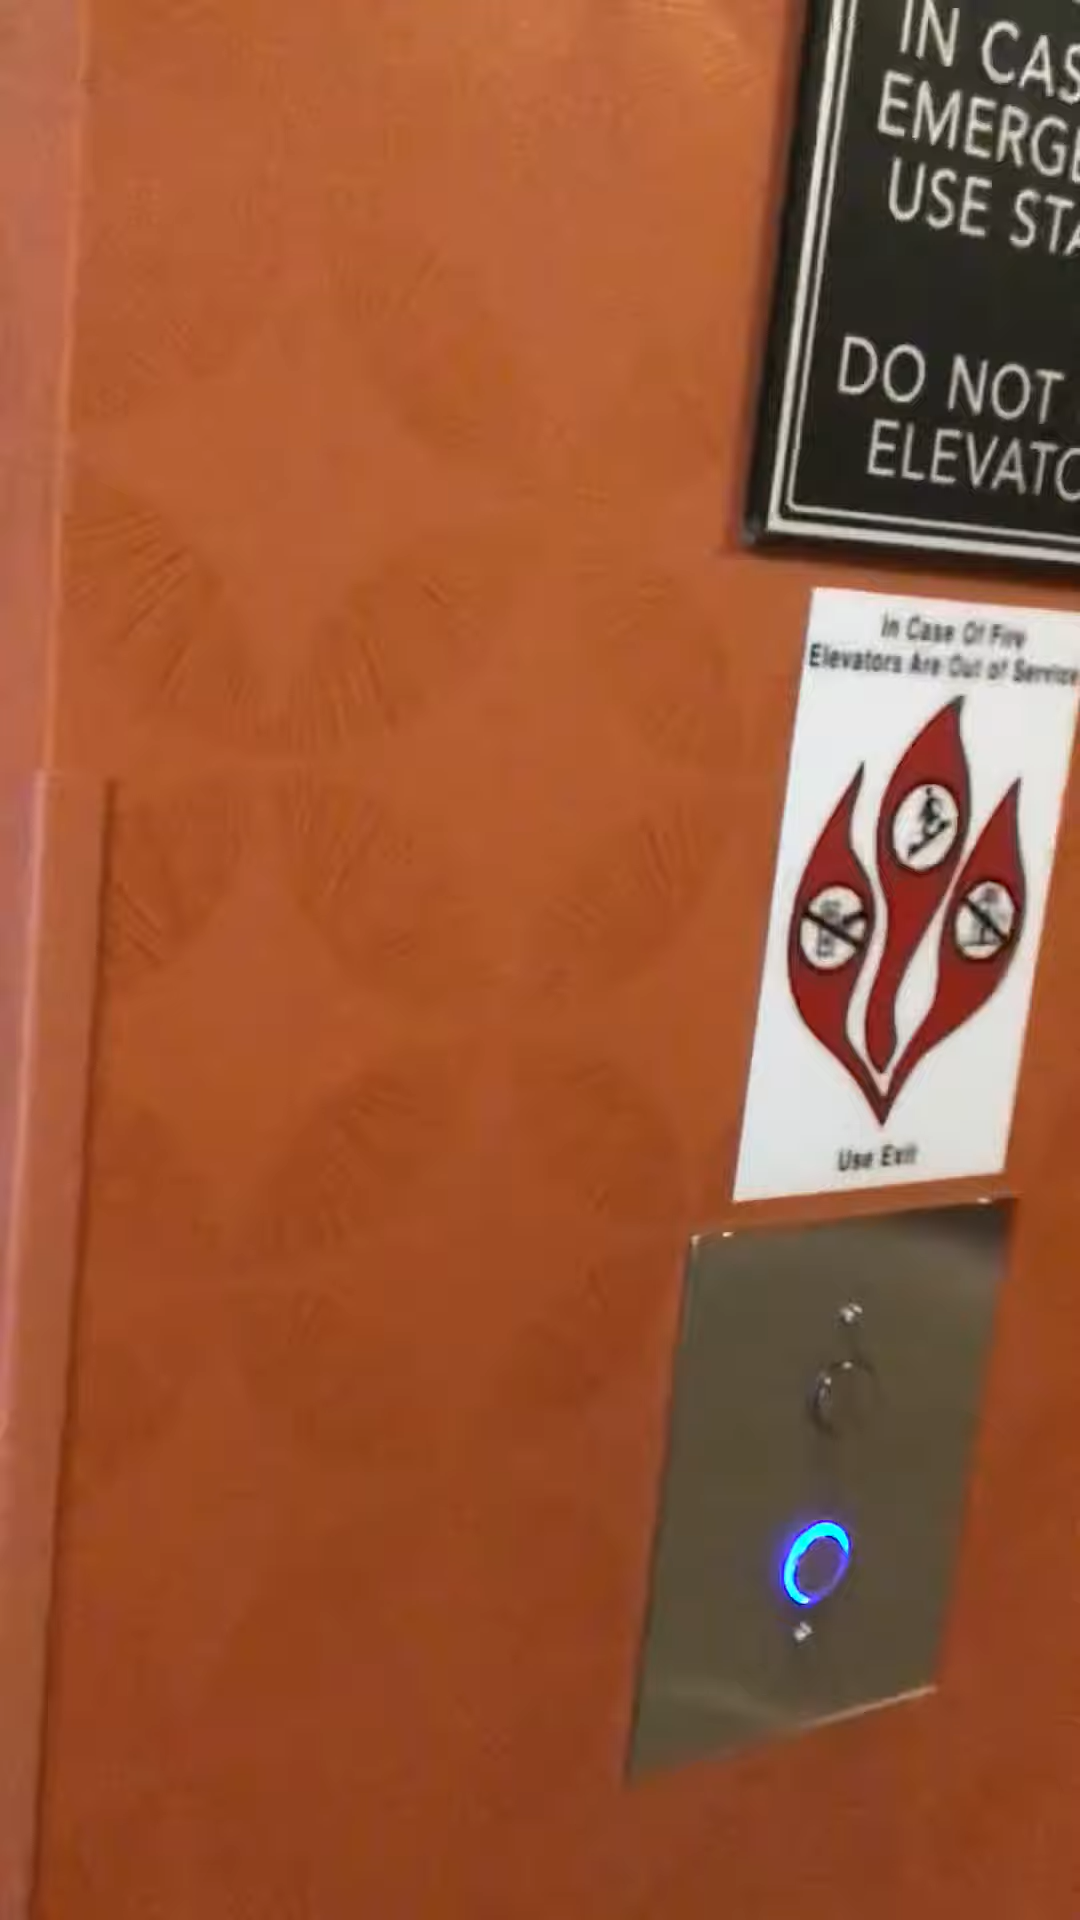 IN CAS
EMERGE
USE STA
DO NOT
ELEVATO
In Case Of Fire
Elevators Are Out of Service
Use Exit